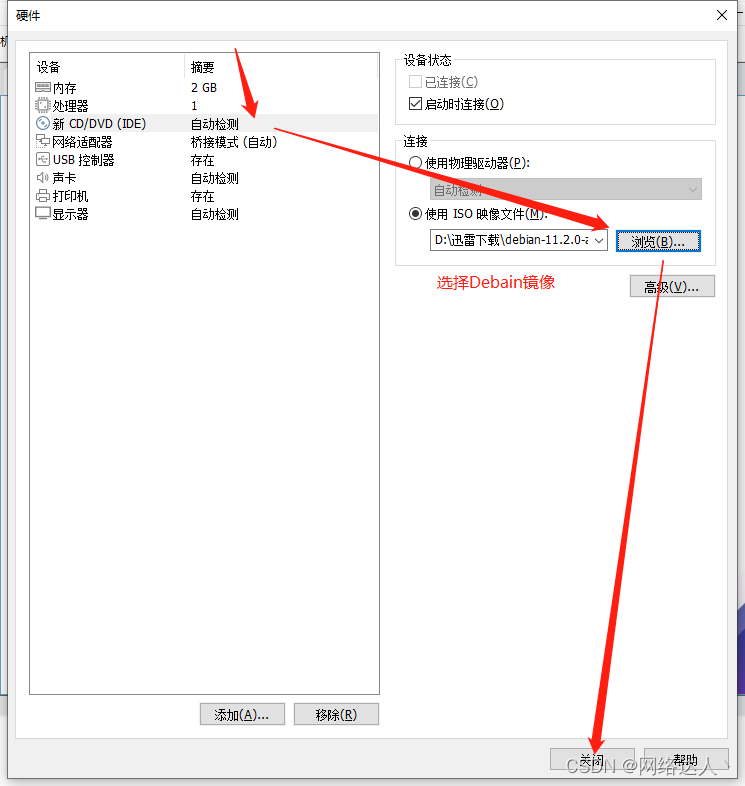 硬件
机
设备 摘要
内存 2 GB
处理器 1
新 CD/DVD (IDE) 自动检测
网络适配器 桥接模式 (自动)
USB 控制器 存在
声卡 自动检测
打印机 存在
显示器 自动检测
添加(A)... 移除(R)
设备状态
已连接(C)
启动时连接(O)
连接
使用物理驱动器(P):
自动检测
使用 ISO 映像文件(M):
D:\迅雷下载\debian-11.2.0-a
浏览(B)...
选择Debain镜像
高级(V)...
关闭 帮助
CSDN @网络达人